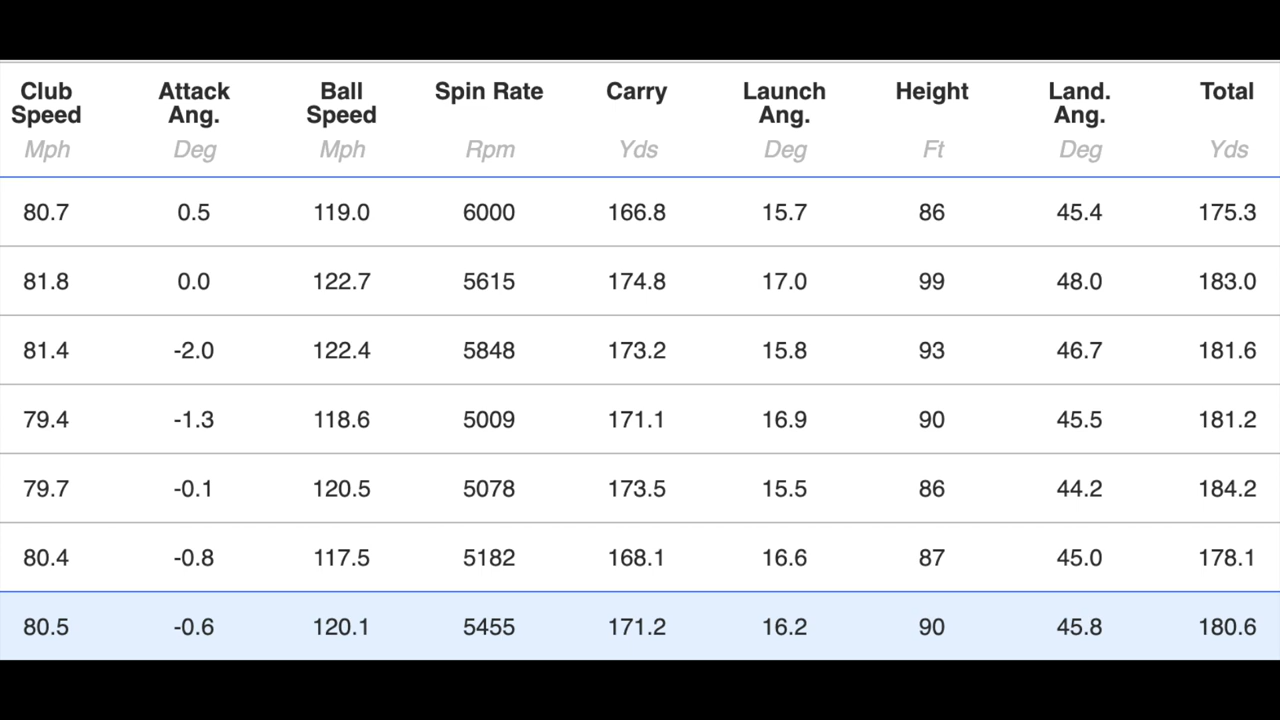 Club Speed Attack Ang. Ball Speed Spin Rate Carry Launch Ang. Height Land. Ang. Total
Mph Deg Mph Rpm Yds Deg Ft Deg Yds
80.7 0.5 119.0 6000 166.8 15.7 86 45.4 175.3
81.8 0.0 122.7 5615 174.8 17.0 99 48.0 183.0
81.4 -2.0 122.4 5848 173.2 15.8 93 46.7 181.6
79.4 -1.3 118.6 5009 171.1 16.9 90 45.5 181.2
79.7 -0.1 120.5 5078 173.5 15.5 86 44.2 184.2
80.4 -0.8 117.5 5182 168.1 16.6 87 45.0 178.1
80.5 -0.6 120.1 5455 171.2 16.2 90 45.8 180.6